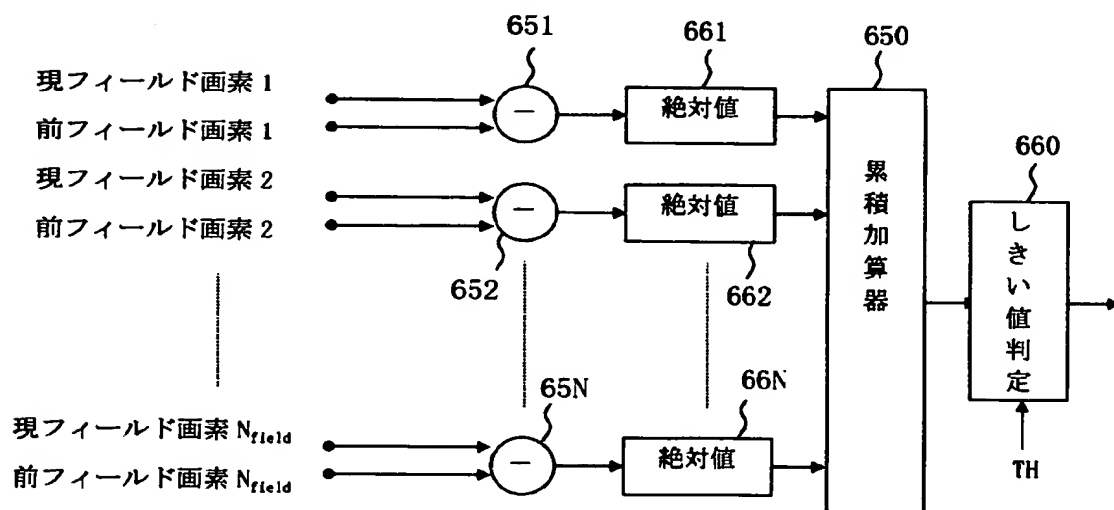 651
661
650
現フィールド画素 1
前フィールド画素 1
−
絶対値
660
現フィールド画素 2
前フィールド画素 2
−
絶対値
652
662
累積加算器
しきい値判定
65N
66N
現フィールド画素 N_field
前フィールド画素 N_field
−
絶対値
TH